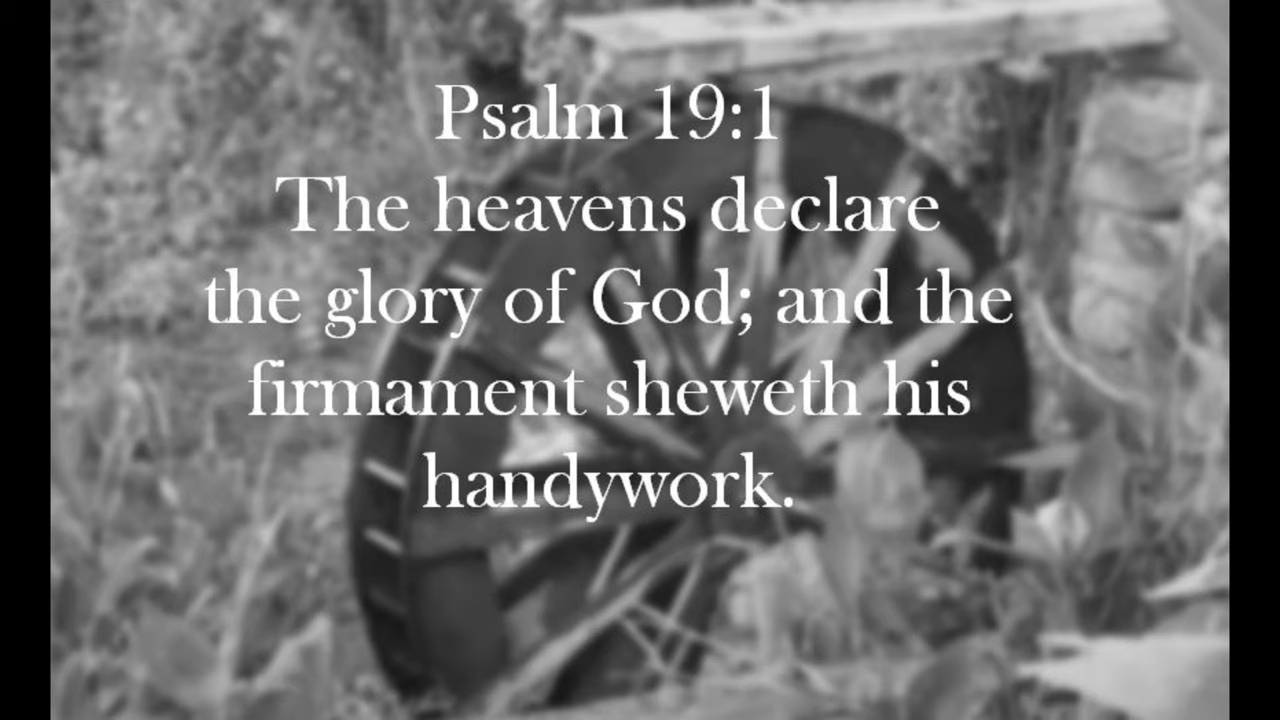 Psalm 19:1
The heavens declare
the glory of God; and the
firmament sheweth his
handywork.